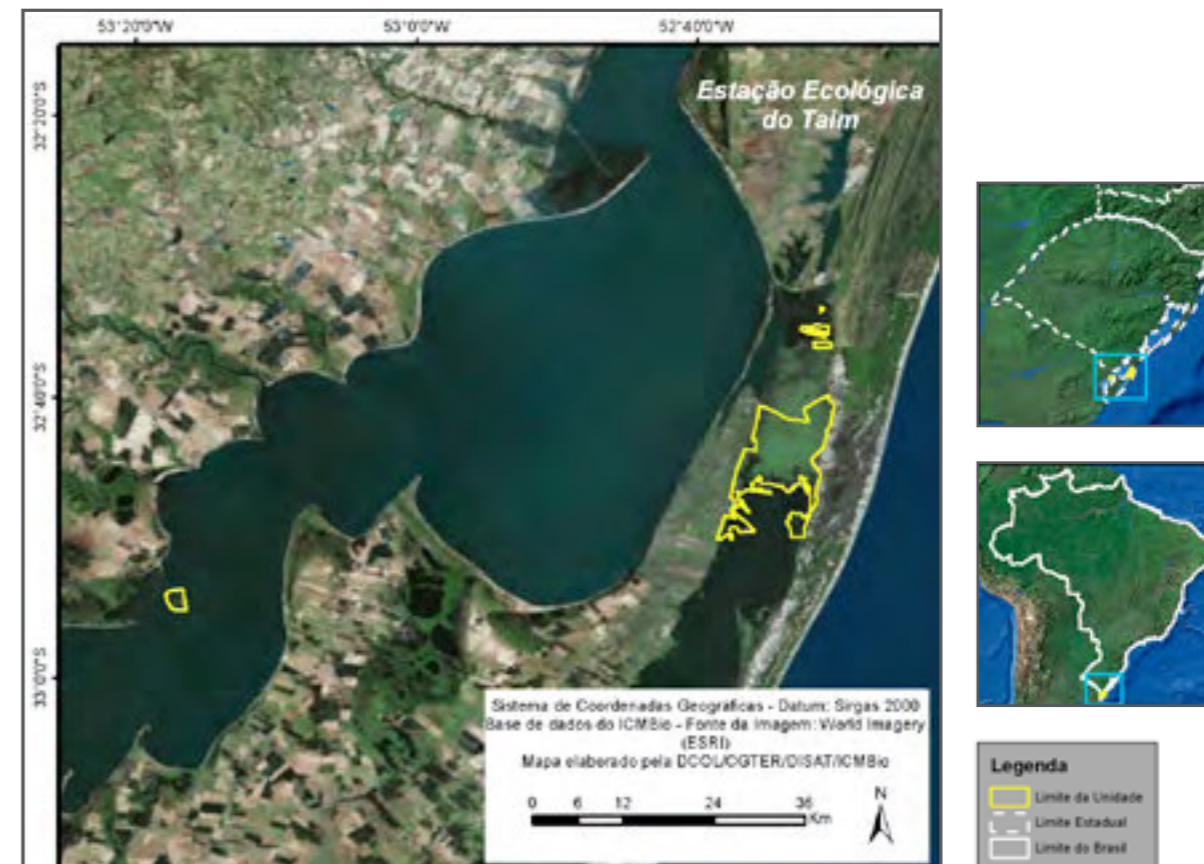 53°20'0"W 53°0'0"W 52°40'0"W
Estação Ecológica
do Taim
32°20'0"S
32°40'0"S
33°0'0"S
Sistema de Coordenadas Geográficas - Datum: Sirgas 2000
Base de dados do ICMBio - Fonte da Imagem: World Imagery
(ESRI)
Mapa elaborado pela DCOL/CGTER/DISAT/ICMBio
0 6 12 24 36
Km
N
Legenda
Limite da Unidade
Limite Estadual
Limite do Brasil